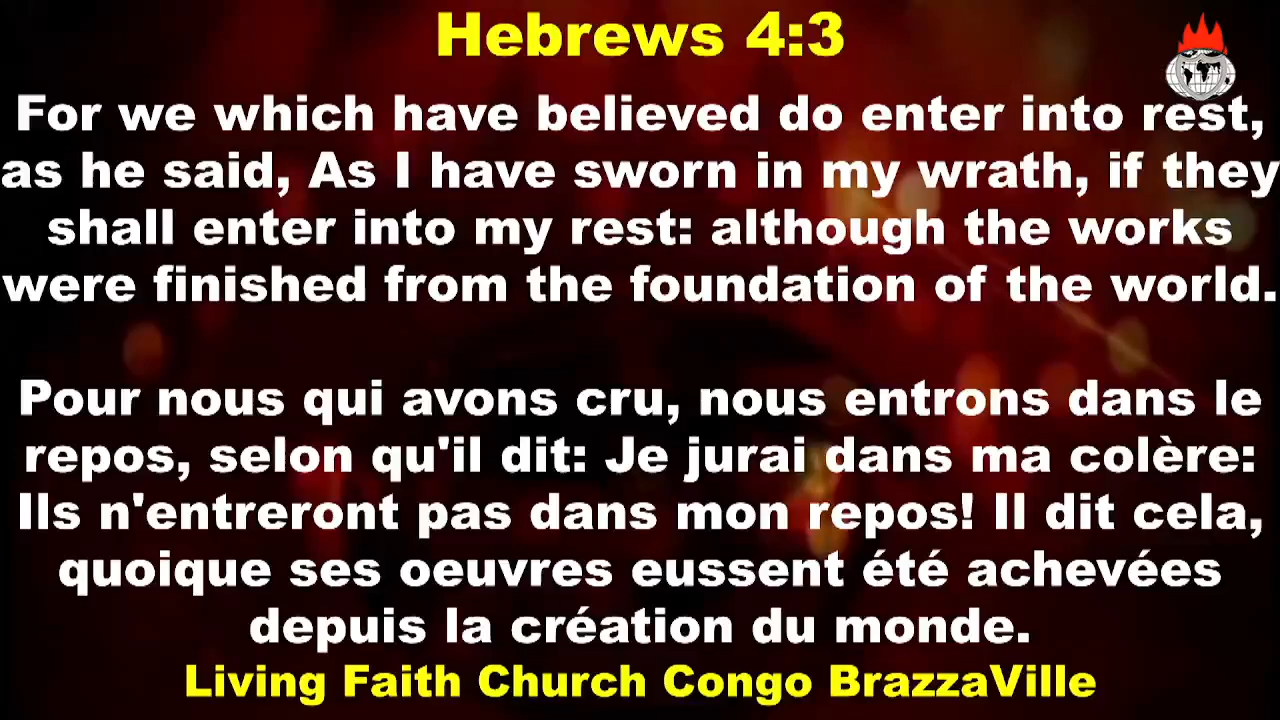 Hebrews 4:3
For we which have believed do enter into rest,
as he said, As I have sworn in my wrath, if they
shall enter into my rest: although the works
were finished from the foundation of the world.
Pour nous qui avons cru, nous entrons dans le
repos, selon qu'il dit: Je jurai dans ma colère:
Ils n'entreront pas dans mon repos! Il dit cela,
quoique ses oeuvres eussent été achevées
depuis la création du monde.
Living Faith Church Congo BrazzaVille